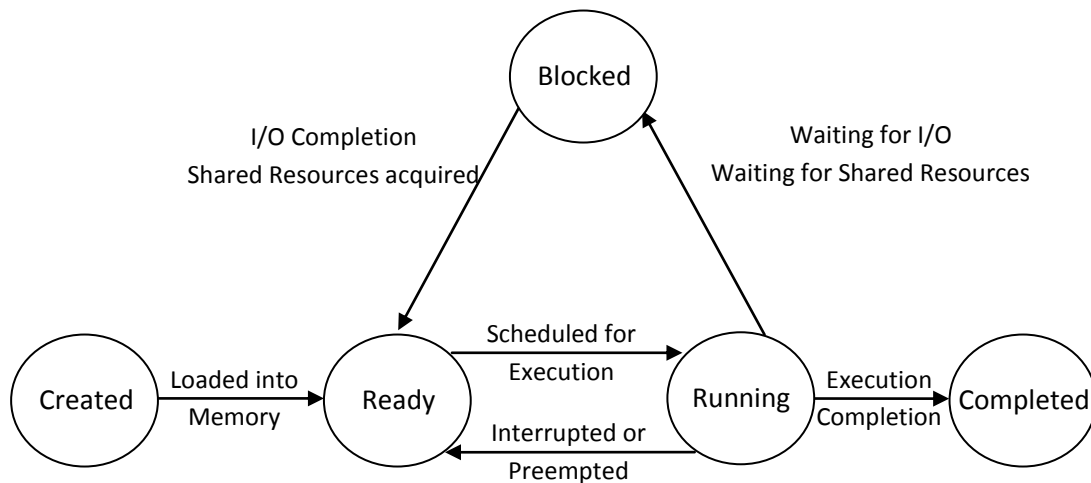 Blocked
I/O Completion
Shared Resources acquired
Waiting for I/O
Waiting for Shared Resources
Created
Loaded into
Memory
Ready
Scheduled for
Execution
Interrupted or
Preempted
Running
Execution
Completion
Completed